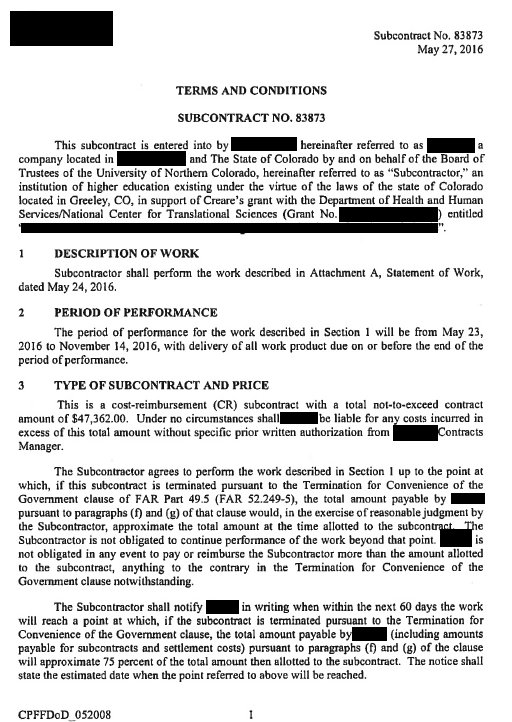 Subcontract No. 83873
May 27, 2016
TERMS AND CONDITIONS
SUBCONTRACT NO. 83873
This subcontract is entered into by hereinafter referred to as a
company located in and The State of Colorado by and on behalf of the Board of
Trustees of the University of Northern Colorado, hereinafter referred to as “Subcontractor,” an
institution of higher education existing under the virtue of the laws of the state of Colorado
located in Greeley, CO, in support of Creare's grant with the Department of Health and Human
Services/National Center for Translational Sciences (Grant No. ) entitled
“ ”.
1 DESCRIPTION OF WORK
Subcontractor shall perform the work described in Attachment A, Statement of Work,
dated May 24, 2016.
2 PERIOD OF PERFORMANCE
The period of performance for the work described in Section 1 will be from May 23,
2016 to November 14, 2016, with delivery of all work product due on or before the end of the
period of performance.
3 TYPE OF SUBCONTRACT AND PRICE
This is a cost-reimbursement (CR) subcontract with a total not-to-exceed contract
amount of $47,362.00. Under no circumstances shall be liable for any costs incurred in
excess of this total amount without specific prior written authorization from Contracts
Manager.
The Subcontractor agrees to perform the work described in Section 1 up to the point at
which, if this subcontract is terminated pursuant to the Termination for Convenience of the
Government clause of FAR Part 49.5 (FAR 52.249-5), the total amount payable by
pursuant to paragraphs (f) and (g) of that clause would, in the exercise of reasonable judgment by
the Subcontractor, approximate the total amount at the time allotted to the subcontract. The
Subcontractor is not obligated to continue performance of the work beyond that point. is
not obligated in any event to pay or reimburse the Subcontractor more than the amount allotted
to the subcontract, anything to the contrary in the Termination for Convenience of the
Government clause notwithstanding.
The Subcontractor shall notify in writing when within the next 60 days the work
will reach a point at which, if the subcontract is terminated pursuant to the Termination for
Convenience of the Government clause, the total amount payable by (including amounts
payable for subcontracts and settlement costs) pursuant to paragraphs (f) and (g) of the clause
will approximate 75 percent of the total amount then allotted to the subcontract. The notice shall
state the estimated date when the point referred to above will be reached.
CPFFDoD_052008 1